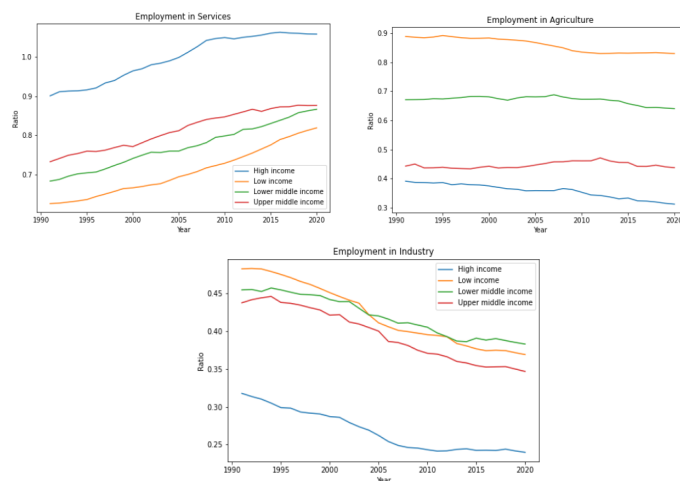 Employment in Services
1.0
0.9
0.8
0.7
Ratio
1990
1995
2000
2005
2010
2015
2020
Year
High income
Low income
Lower middle income
Upper middle income
Employment in Agriculture
0.9
0.8
0.7
0.6
0.5
0.4
0.3
Ratio
1990
1995
2000
2005
2010
2015
2020
Year
Employment in Industry
High income
Low income
Lower middle income
Upper middle income
0.45
0.40
0.35
0.30
0.25
Ratio
1990
1995
2000
2005
2010
2015
2020
Year